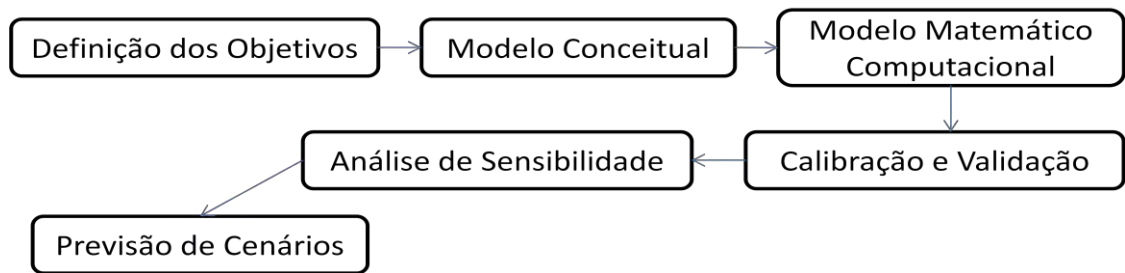 Definição dos Objetivos
Modelo Conceitual
Modelo Matemático
Computacional
Calibração e Validação
Análise de Sensibilidade
Previsão de Cenários